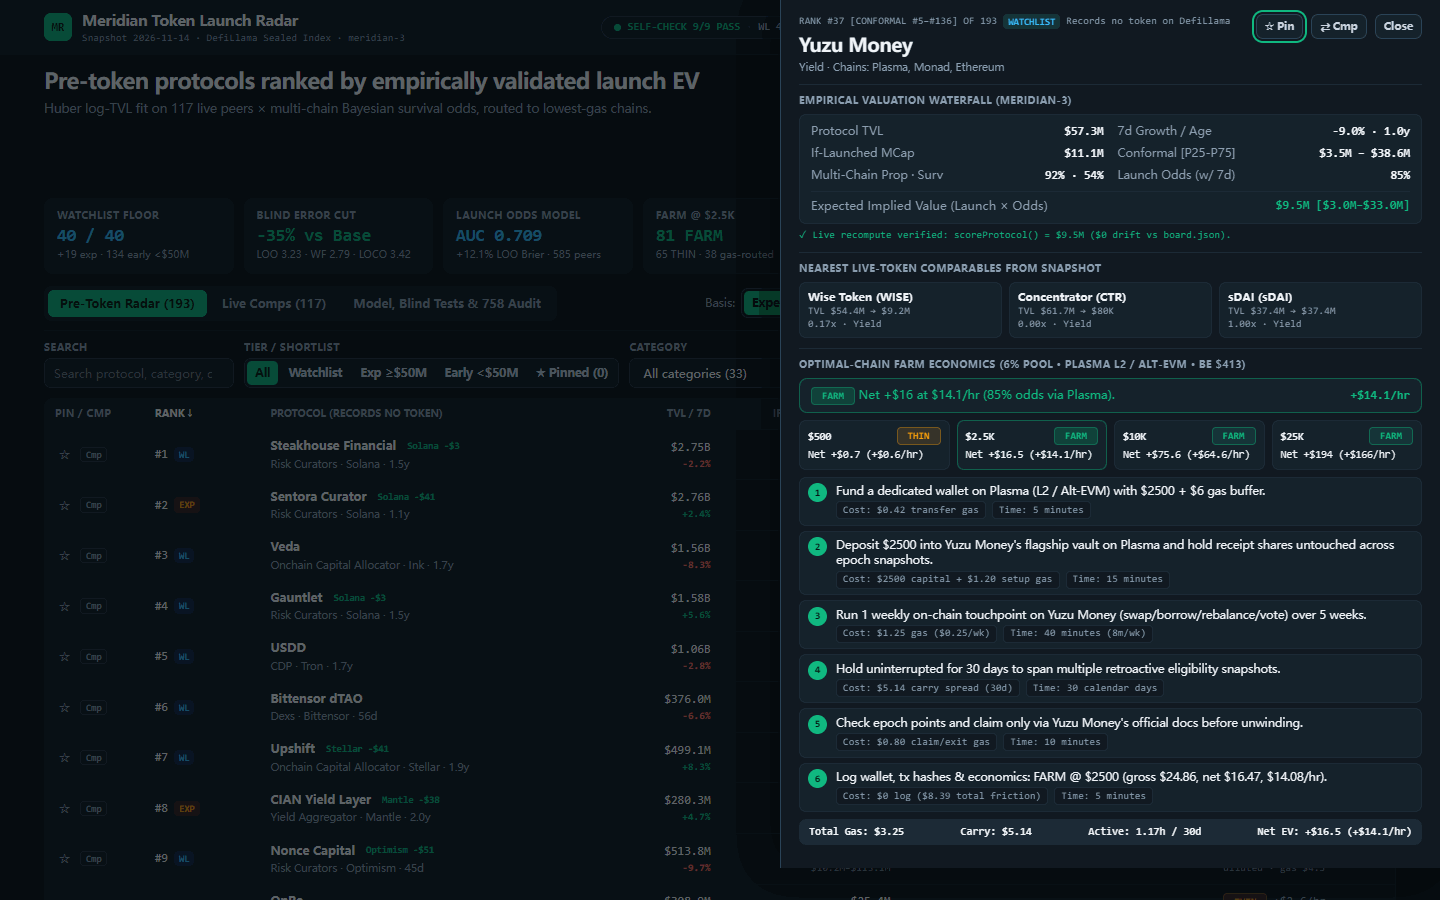 MR
Meridian Token Launch Radar
Snapshot 2026-11-14 · DefiLlama Sealed Index · meridian-3
SELF-CHECK 9/9 PASS WL 4
Pre-token protocols ranked by empirically validated launch EV
Huber log-TVL fit on 117 live peers × multi-chain Bayesian survival odds, routed to lowest-gas chains.
WATCHLIST FLOOR
40 / 40
+19 exp · 134 early <$50M
BLIND ERROR CUT
-35% vs Base
LOO 3.23 · WF 2.79 · LOCO 3.42
LAUNCH ODDS MODEL
AUC 0.709
+12.1% LOO Brier · 585 peers
FARM @ $2.5K
81 FARM
65 THIN · 38 gas-routed
Pre-Token Radar (193)
Live Comps (117)
Model, Blind Tests & 758 Audit
Basis:
Expe
SEARCH
TIER / SHORTLIST
CATEGORY
Search protocol, category, c
All
Watchlist
Exp ≥$50M
Early <$50M
★ Pinned (0)
All categories (33)
PIN / CMP
RANK ↓
PROTOCOL (RECORDS NO TOKEN)
TVL / 7D
☆ Cmp #1 WL Steakhouse Financial Solana -$3 $2.75B
Risk Curators · Solana · 1.5y -2.2%
☆ Cmp #2 EXP Sentora Curator Solana -$41 $2.76B
Risk Curators · Solana · 1.1y +2.4%
☆ Cmp #3 WL Veda $1.56B
Onchain Capital Allocator · Ink · 1.7y -8.3%
☆ Cmp #4 WL Gauntlet Solana -$3 $1.58B
Risk Curators · Solana · 1.5y +5.6%
☆ Cmp #5 WL USDD $1.06B
CDP · Tron · 1.7y -2.8%
☆ Cmp #6 WL Bittensor dTAO $376.0M
Dexs · Bittensor · 56d -6.6%
☆ Cmp #7 WL Upshift Stellar -$41 $499.1M
Onchain Capital Allocator · Stellar · 1.9y +8.3%
☆ Cmp #8 EXP CIAN Yield Layer Mantle -$38 $280.3M
Yield Aggregator · Mantle · 2.0y +4.7%
☆ Cmp #9 WL Nonce Capital Optimism -$51 $513.8M
Risk Curators · Optimism · 45d -9.7%
RANK #37 [CONFORMAL #5–#136] OF 193 WATCHLIST Records no token on DefiLlama
☆ Pin
⇄ Cmp
Close
Yuzu Money
Yield · Chains: Plasma, Monad, Ethereum
EMPIRICAL VALUATION WATERFALL (MERIDIAN-3)
Protocol TVL $57.3M 7d Growth / Age -9.0% · 1.0y
If-Launched MCap $11.1M Conformal [P25-P75] $3.5M – $38.6M
Multi-Chain Prop · Surv 92% · 54% Launch Odds (w/ 7d) 85%
Expected Implied Value (Launch × Odds) $9.5M [$3.0M–$33.0M]
✓ Live recompute verified: scoreProtocol() = $9.5M ($0 drift vs board.json).
NEAREST LIVE-TOKEN COMPARABLES FROM SNAPSHOT
Wise Token (WISE)
TVL $54.4M → $9.2M
0.17x · Yield
Concentrator (CTR)
TVL $61.7M → $80K
0.00x · Yield
sDAI (sDAI)
TVL $37.4M → $37.4M
1.00x · Yield
OPTIMAL-CHAIN FARM ECONOMICS (6% POOL • PLASMA L2 / ALT-EVM • BE $413)
FARM Net +$16 at $14.1/hr (85% odds via Plasma). +$14.1/hr
$500 THIN
Net +$0.7 (+$0.6/hr)
$2.5K FARM
Net +$16.5 (+$14.1/hr)
$10K FARM
Net +$75.6 (+$64.6/hr)
$25K FARM
Net +$194 (+$166/hr)
1 Fund a dedicated wallet on Plasma (L2 / Alt-EVM) with $2500 + $6 gas buffer.
Cost: $0.42 transfer gas Time: 5 minutes
2 Deposit $2500 into Yuzu Money's flagship vault on Plasma and hold receipt shares untouched across
epoch snapshots.
Cost: $2500 capital + $1.20 setup gas Time: 15 minutes
3 Run 1 weekly on-chain touchpoint on Yuzu Money (swap/borrow/rebalance/vote) over 5 weeks.
Cost: $1.25 gas ($0.25/wk) Time: 40 minutes (8m/wk)
4 Hold uninterrupted for 30 days to span multiple retroactive eligibility snapshots.
Cost: $5.14 carry spread (30d) Time: 30 calendar days
5 Check epoch points and claim only via Yuzu Money's official docs before unwinding.
Cost: $0.80 claim/exit gas Time: 10 minutes
6 Log wallet, tx hashes & economics: FARM @ $2500 (gross $24.86, net $16.47, $14.08/hr).
Cost: $0 log ($8.39 total friction) Time: 5 minutes
Total Gas: $3.25 Carry: $5.14 Active: 1.17h / 30d Net EV: +$16.5 (+$14.1/hr)